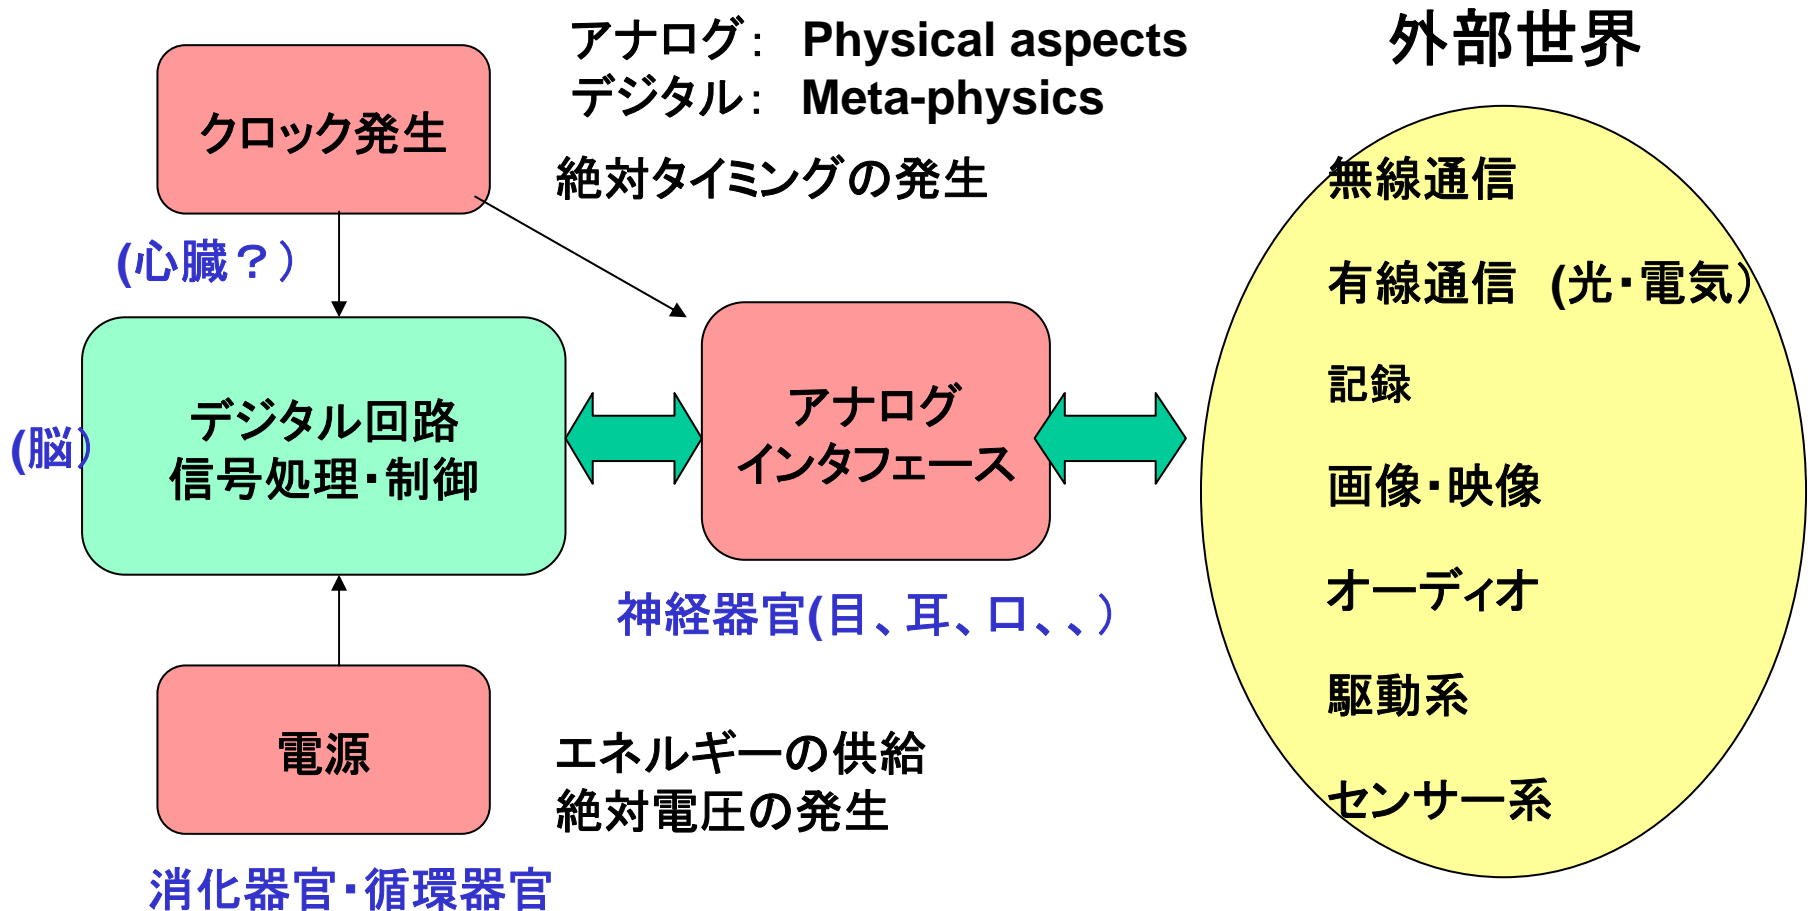 アナログ： Physical aspects
デジタル： Meta-physics
外部世界
クロック発生
絶対タイミングの発生
(心臓？）
(脳）
デジタル回路
信号処理・制御
アナログ
インタフェース
神経器官(目、耳、口、、）
電源
エネルギーの供給
絶対電圧の発生
消化器官・循環器官
無線通信
有線通信 (光・電気）
記録
画像・映像
オーディオ
駆動系
センサー系